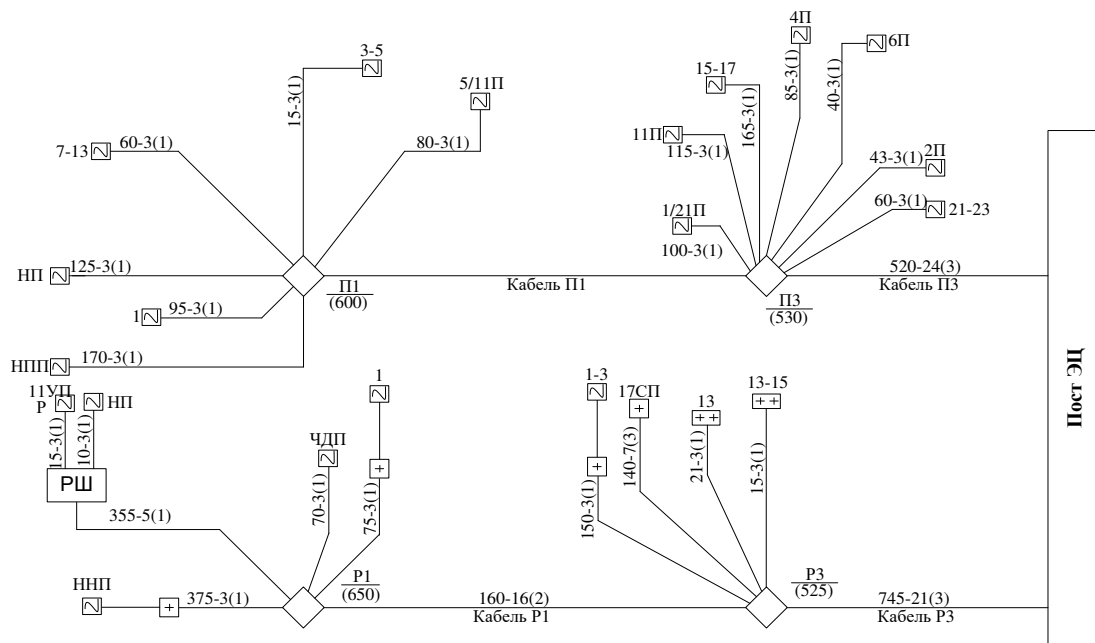 4П
6П
3-5
85-3(1)
40-3(1)
15-17
5/11П
15-3(1)
165-3(1)
11П
115-3(1)
7-13
60-3(1)
80-3(1)
43-3(1)
2П
60-3(1)
21-23
1/21П
100-3(1)
НП
125-3(1)
520-24(3)
П1
(600)
Кабель П1
П3
(530)
Кабель П3
1
95-3(1)
НПП
170-3(1)
Пост ЭЦ
11УП
Р
НП
1
1-3
17СП
13
13-15
15-3(1)
10-3(1)
ЧДП
140-7(3)
21-3(1)
15-3(1)
РШ
70-3(1)
75-3(1)
150-3(1)
355-5(1)
ННП
375-3(1)
Р1
(650)
160-16(2)
Кабель Р1
Р3
(525)
745-21(3)
Кабель Р3